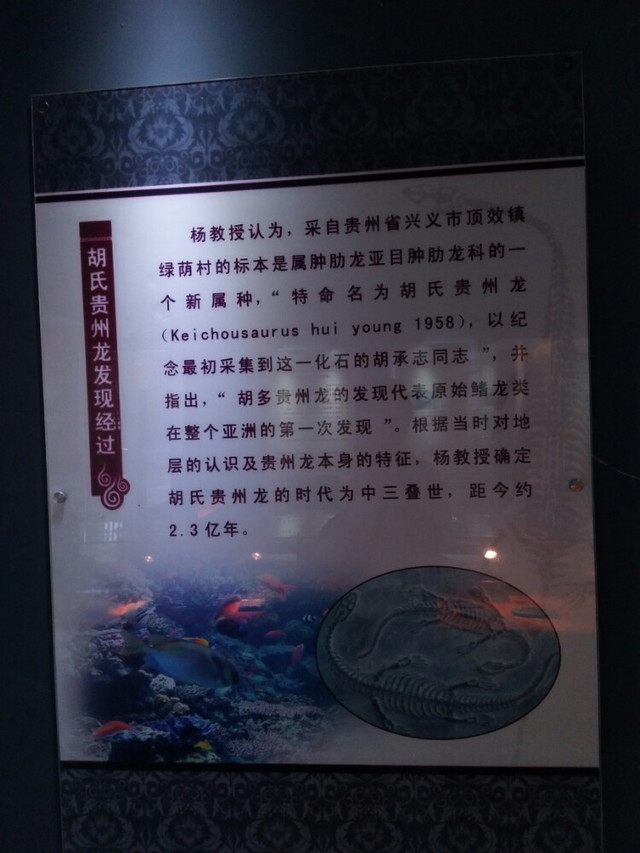 胡氏贵州龙发现经过
杨教授认为，采自贵州省兴义市顶效镇
绿荫村的标本是属肿肋龙亚目肿肋龙科的一
个新属种，“特命名为胡氏贵州龙
（Keichousaurus hui young 1958），以纪
念最初采集到这一化石的胡承志同志 ”，并
指出，“ 胡多贵州龙的发现代表原始鳍龙类
在整个亚洲的第一次发现 ”。根据当时对地
层的认识及贵州龙本身的特征，杨教授确定
胡氏贵州龙的时代为中三叠世，距今约
2.3 亿年。